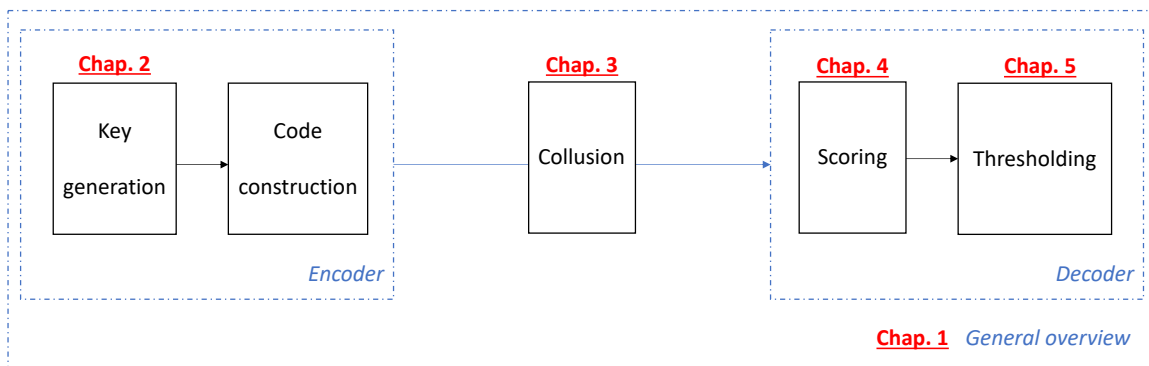 Chap. 2
Key
generation
Code
construction
Encoder
Chap. 3
Collusion
Chap. 4
Scoring
Chap. 5
Thresholding
Decoder
Chap. 1 General overview